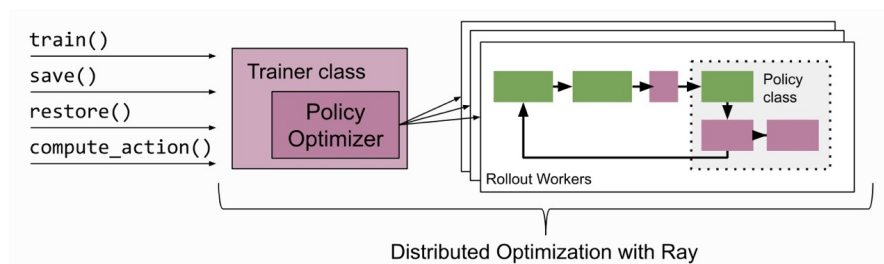 train()
save()
restore()
compute_action()
Trainer class
Policy
Optimizer
Policy
class
Rollout Workers
Distributed Optimization with Ray